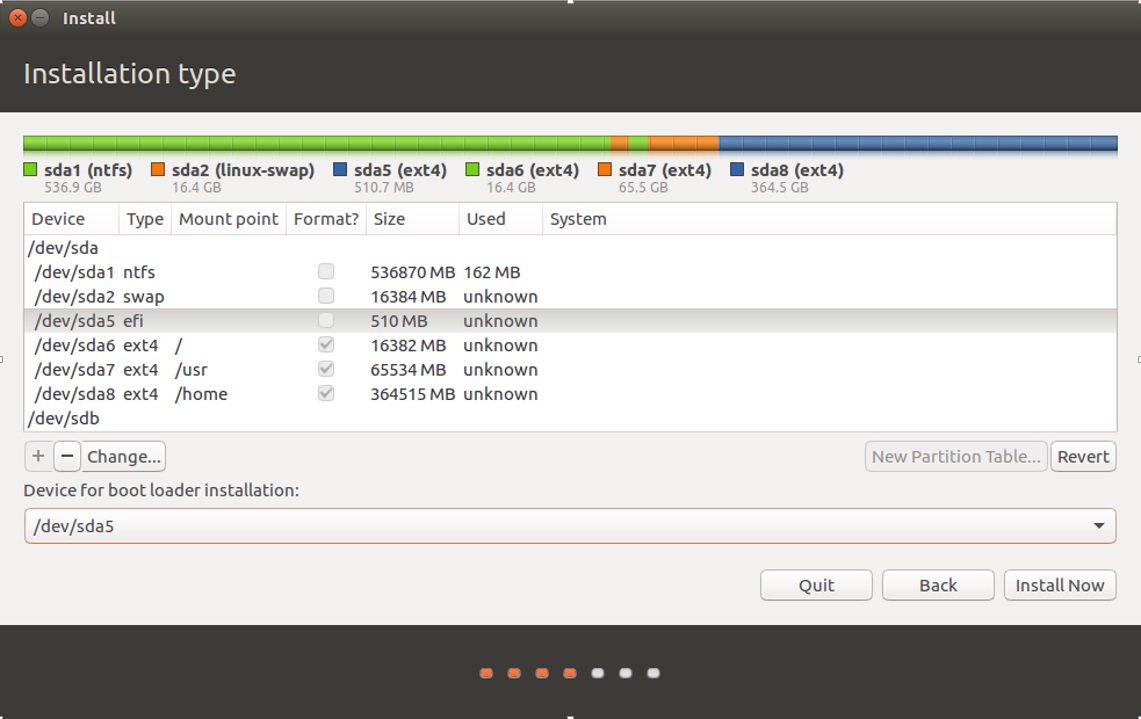 Install
Installation type
sda1 (ntfs) sda2 (linux-swap) sda5 (ext4) sda6 (ext4) sda7 (ext4) sda8 (ext4)
536.9 GB 16.4 GB 510.7 MB 16.4 GB 65.5 GB 364.5 GB
Device Type Mount point Format? Size Used System
/dev/sda
/dev/sda1 ntfs 536870 MB 162 MB
/dev/sda2 swap 16384 MB unknown
/dev/sda5 efi 510 MB unknown
/dev/sda6 ext4 / 16382 MB unknown
/dev/sda7 ext4 /usr 65534 MB unknown
/dev/sda8 ext4 /home 364515 MB unknown
/dev/sdb
+ − Change... New Partition Table... Revert
Device for boot loader installation:
/dev/sda5
Quit Back Install Now